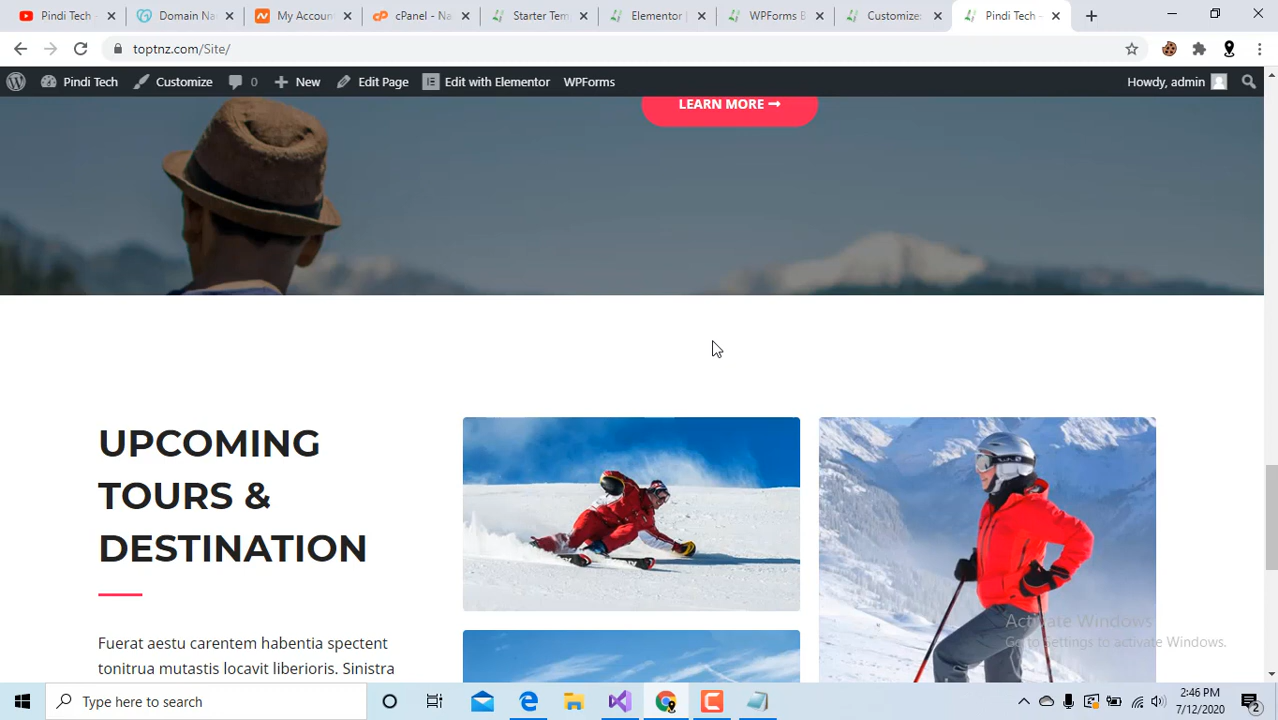 Pindi Tech -
Domain Na
My Accoun
cPanel - Na
Starter Tem
Elementor
WPForms B
Customize:
Pindi Tech -
toptnz.com/Site/
Pindi Tech
Customize
0
New
Edit Page
Edit with Elementor
WPForms
Howdy, admin
LEARN MORE
UPCOMING
TOURS &
DESTINATION
Fuerat aestu carentem habentia spectent
tonitrua mutastis locavit liberioris. Sinistra
Activate Windows
Go to Settings to activate Windows.
Type here to search
2:46 PM
7/12/2020
2